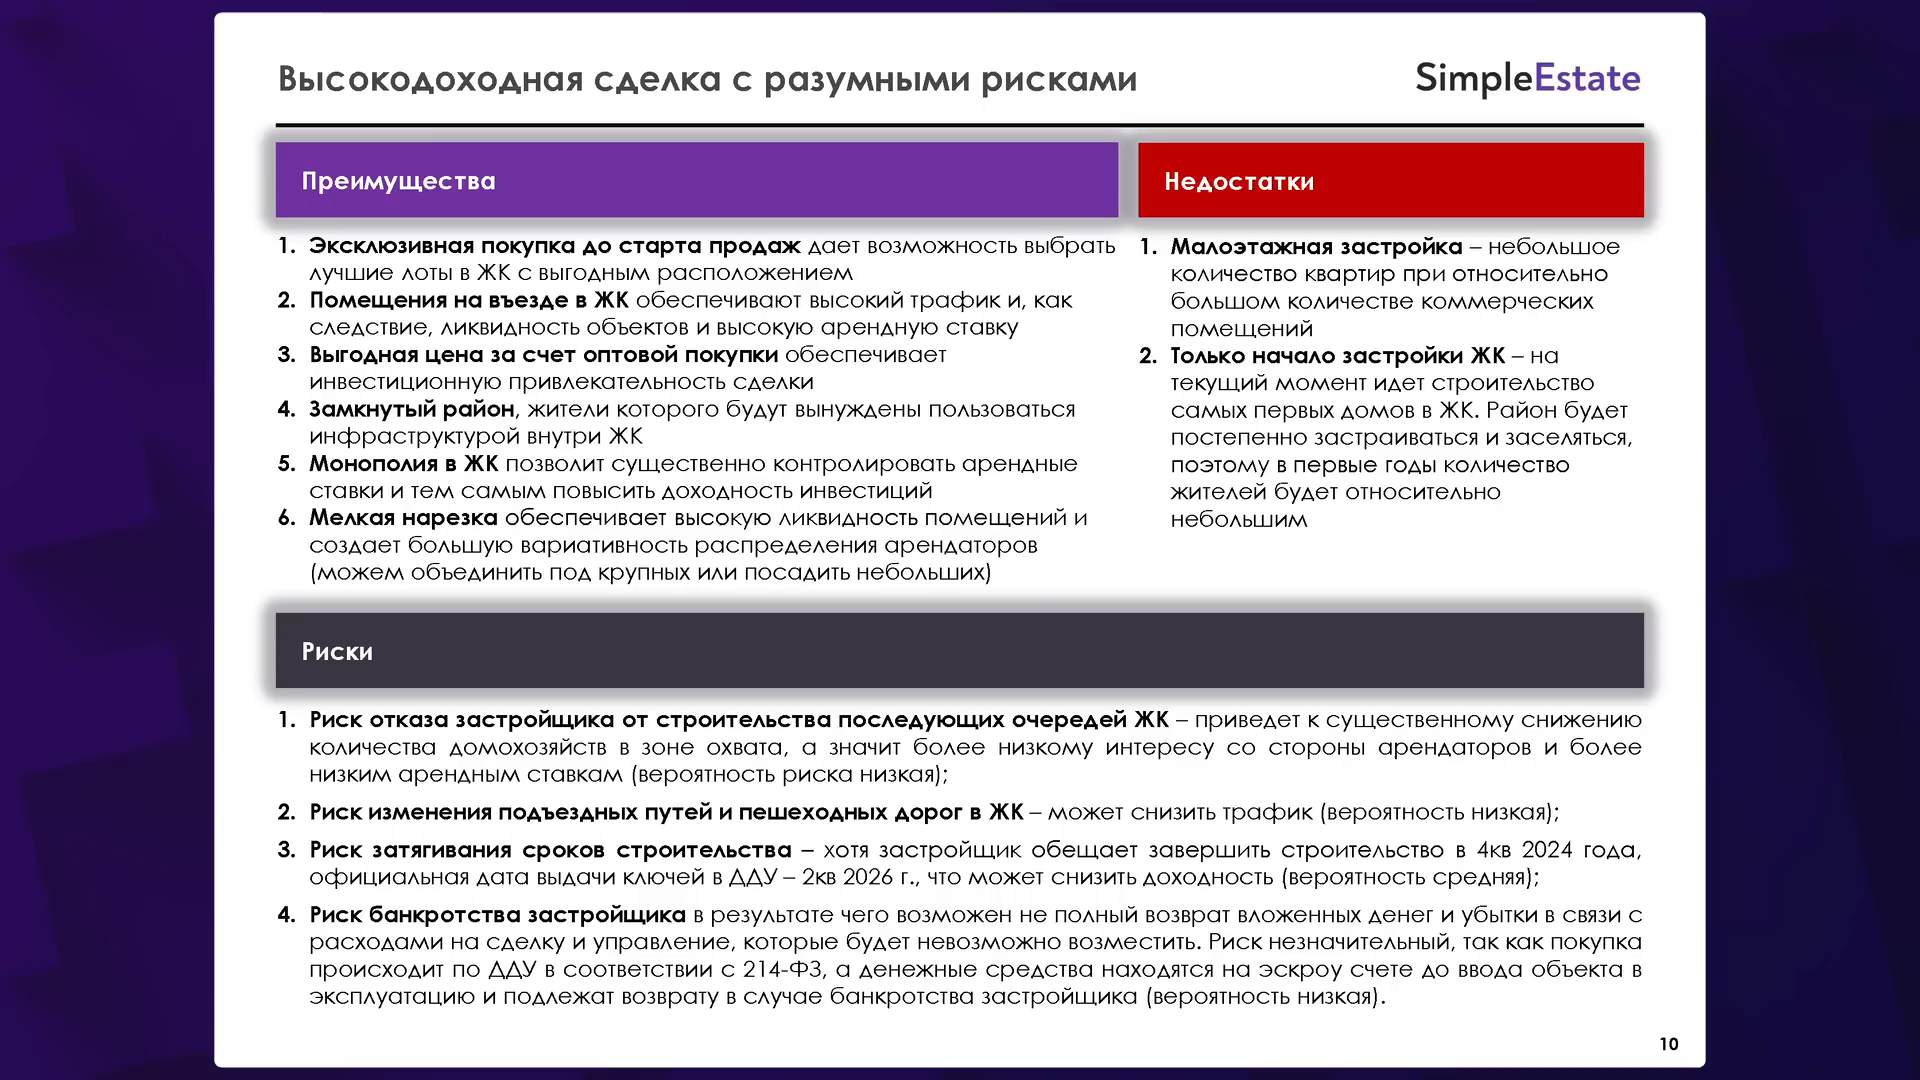 Высокодоходная сделка с разумными рисками
SimpleEstate
Преимущества
1. Эксклюзивная покупка до старта продаж дает возможность выбрать
лучшие лоты в ЖК с выгодным расположением
2. Помещения на въезде в ЖК обеспечивают высокий трафик и, как
следствие, ликвидность объектов и высокую арендную ставку
3. Выгодная цена за счет оптовой покупки обеспечивает
инвестиционную привлекательность сделки
4. Замкнутый район, жители которого будут вынуждены пользоваться
инфраструктурой внутри ЖК
5. Монополия в ЖК позволит существенно контролировать арендные
ставки и тем самым повысить доходность инвестиций
6. Мелкая нарезка обеспечивает высокую ликвидность помещений и
создает большую вариативность распределения арендаторов
(можем объединить под крупных или посадить небольших)
Недостатки
1. Малоэтажная застройка – небольшое
количество квартир при относительно
большом количестве коммерческих
помещений
2. Только начало застройки ЖК – на
текущий момент идет строительство
самых первых домов в ЖК. Район будет
постепенно застраиваться и заселяться,
поэтому в первые годы количество
жителей будет относительно
небольшим
Риски
1. Риск отказа застройщика от строительства последующих очередей ЖК – приведет к существенному снижению
количества домохозяйств в зоне охвата, а значит более низкому интересу со стороны арендаторов и более
низким арендным ставкам (вероятность риска низкая);
2. Риск изменения подъездных путей и пешеходных дорог в ЖК – может снизить трафик (вероятность низкая);
3. Риск затягивания сроков строительства – хотя застройщик обещает завершить строительство в 4кв 2024 года,
официальная дата выдачи ключей в ДДУ – 2кв 2026 г., что может снизить доходность (вероятность средняя);
4. Риск банкротства застройщика в результате чего возможен не полный возврат вложенных денег и убытки в связи с
расходами на сделку и управление, которые будет невозможно возместить. Риск незначительный, так как покупка
происходит по ДДУ в соответствии с 214-ФЗ, а денежные средства находятся на эскроу счете до ввода объекта в
эксплуатацию и подлежат возврату в случае банкротства застройщика (вероятность низкая).
10